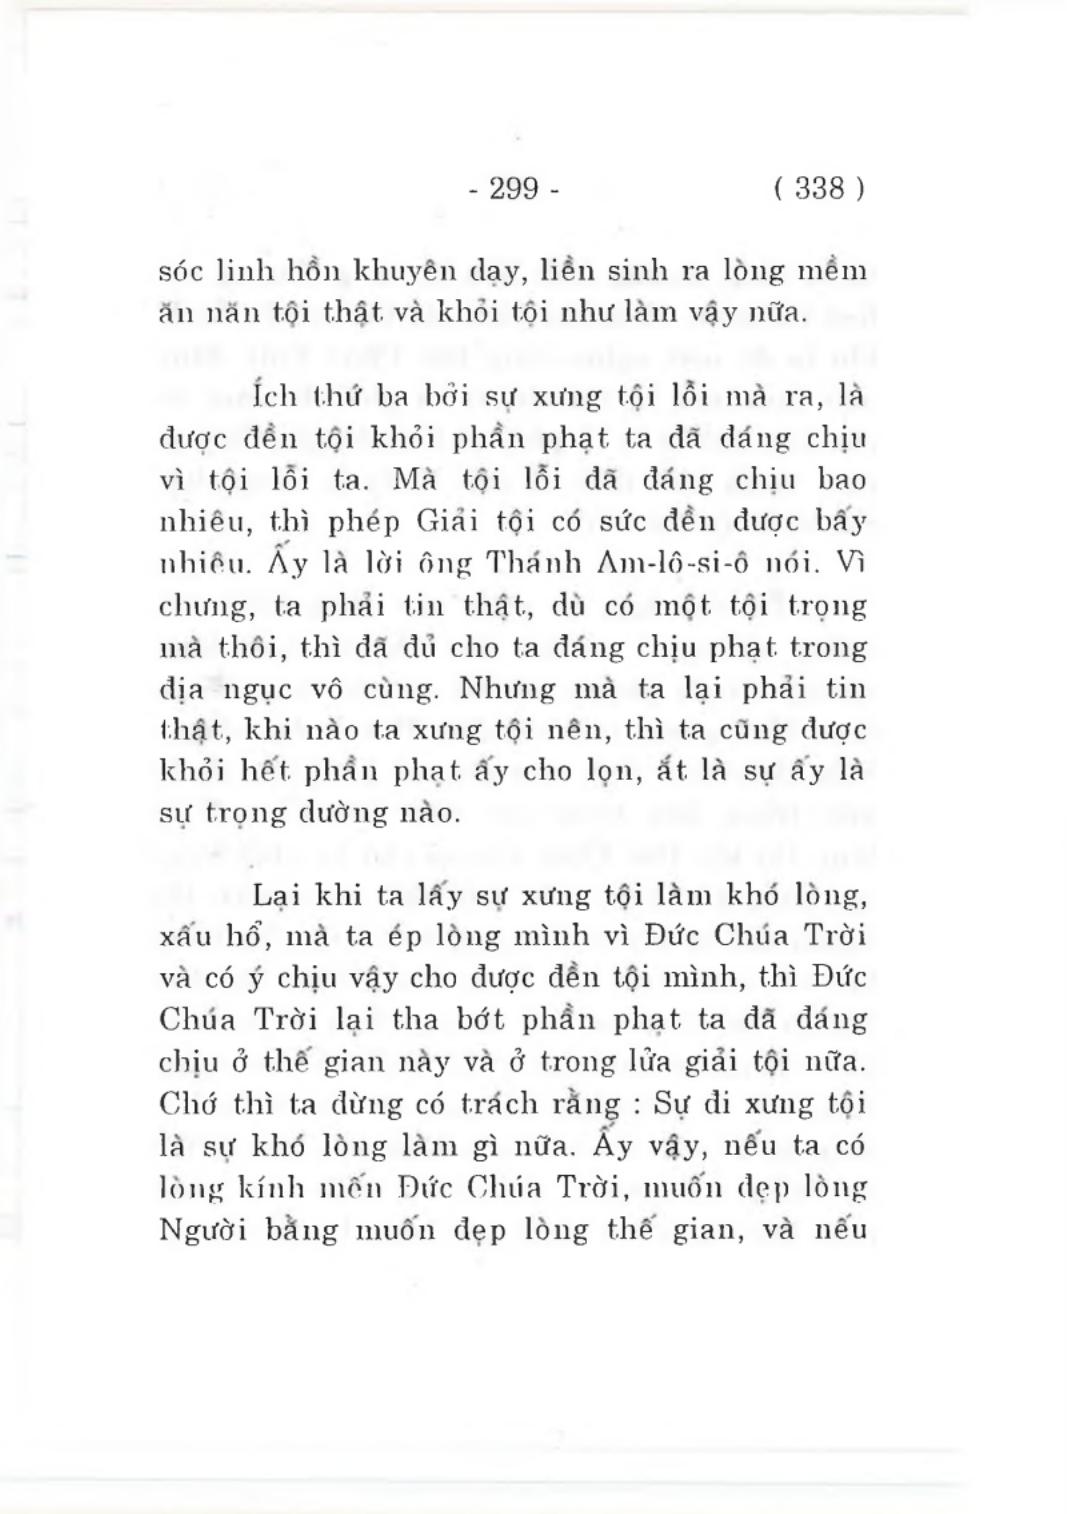 - 299 - ( 338 )
sóc linh hồn khuyên dạy, liền sinh ra lòng mềm
ăn năn tội thật và khỏi tội như làm vậy nữa.
Ích thứ ba bởi sự xưng tội lỗi mà ra, là
được đền tội khỏi phần phạt ta đã đáng chịu
vì tội lỗi ta. Mà tội lỗi đã đáng chịu bao
nhiêu, thì phép Giải tội có sức đền được bấy
nhiêu. Ấy là lời ông Thánh Am-lô-si-ô nói. Vì
chưng, ta phải tin thật, dù có một tội trọng
mà thôi, thì đã đủ cho ta đáng chịu phạt trong
địa ngục vô cùng. Nhưng mà ta lại phải tin
thật, khi nào ta xưng tội nên, thì ta cũng được
khỏi hết phần phạt ấy cho lọn, ắt là sự ấy là
sự trọng dường nào.
Lại khi ta lấy sự xưng tội làm khó lòng,
xấu hổ, mà ta ép lòng mình vì Đức Chúa Trời
và có ý chịu vậy cho được đền tội mình, thì Đức
Chúa Trời lại tha bớt phần phạt ta đã đáng
chịu ở thế gian này và ở trong lửa giải tội nữa.
Chớ thì ta đừng có trách rằng : Sự đi xưng tội
là sự khó lòng làm gì nữa. Ấy vậy, nếu ta có
lòng kính mến Đức Chúa Trời, muốn đẹp lòng
Người bằng muốn đẹp lòng thế gian, và nếu